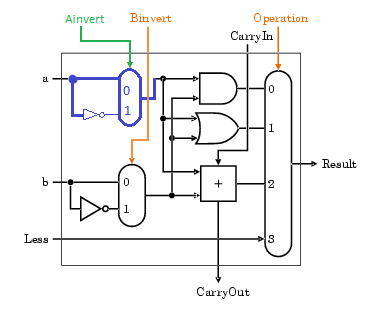 Ainvert Binvert Operation
CarryIn
a
0
0
1
1
b
0
2
Result
+
1
Less
3
CarryOut